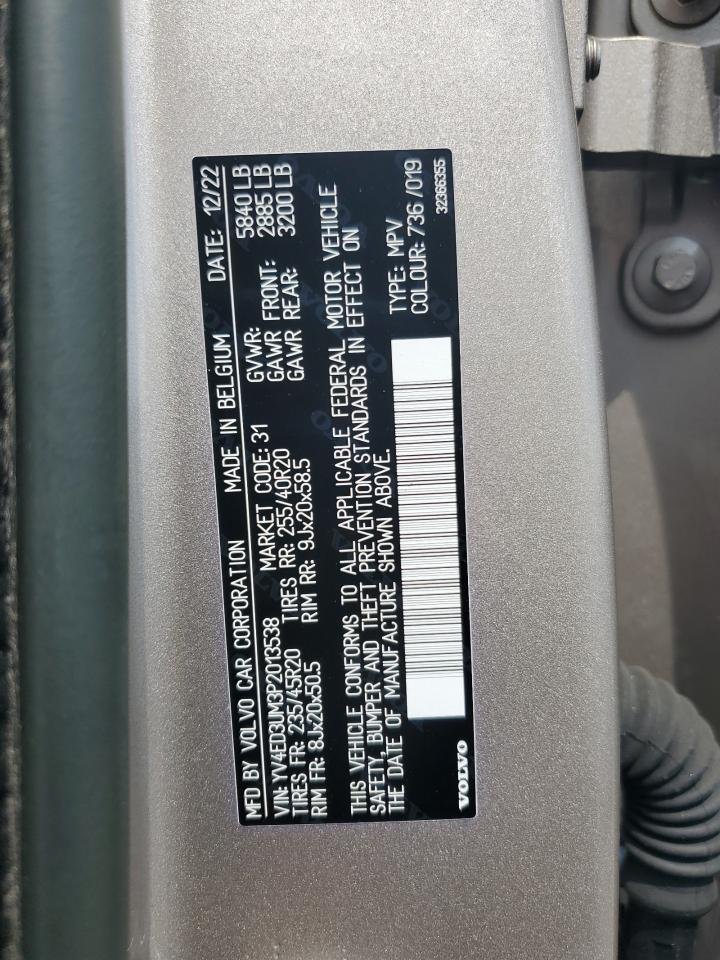 MFD BY VOLVO CAR CORPORATION MADE IN BELGIUM DATE: 12/22
VIN: YV4ED3UM3P2013538 MARKET CODE: 31 GVWR: 5840 LB
TIRES FR: 235/45R20 TIRES RR: 255/40R20 GAWR FRONT: 2885 LB
RIM FR: 8Jx20x50.5 RIM RR: 9Jx20x58.5 GAWR REAR: 3200 LB
THIS VEHICLE CONFORMS TO ALL APPLICABLE FEDERAL MOTOR VEHICLE
SAFETY, BUMPER AND THEFT PREVENTION STANDARDS IN EFFECT ON
THE DATE OF MANUFACTURE SHOWN ABOVE.
TYPE: MPV
COLOUR: 736 /019
VOLVO
32366355